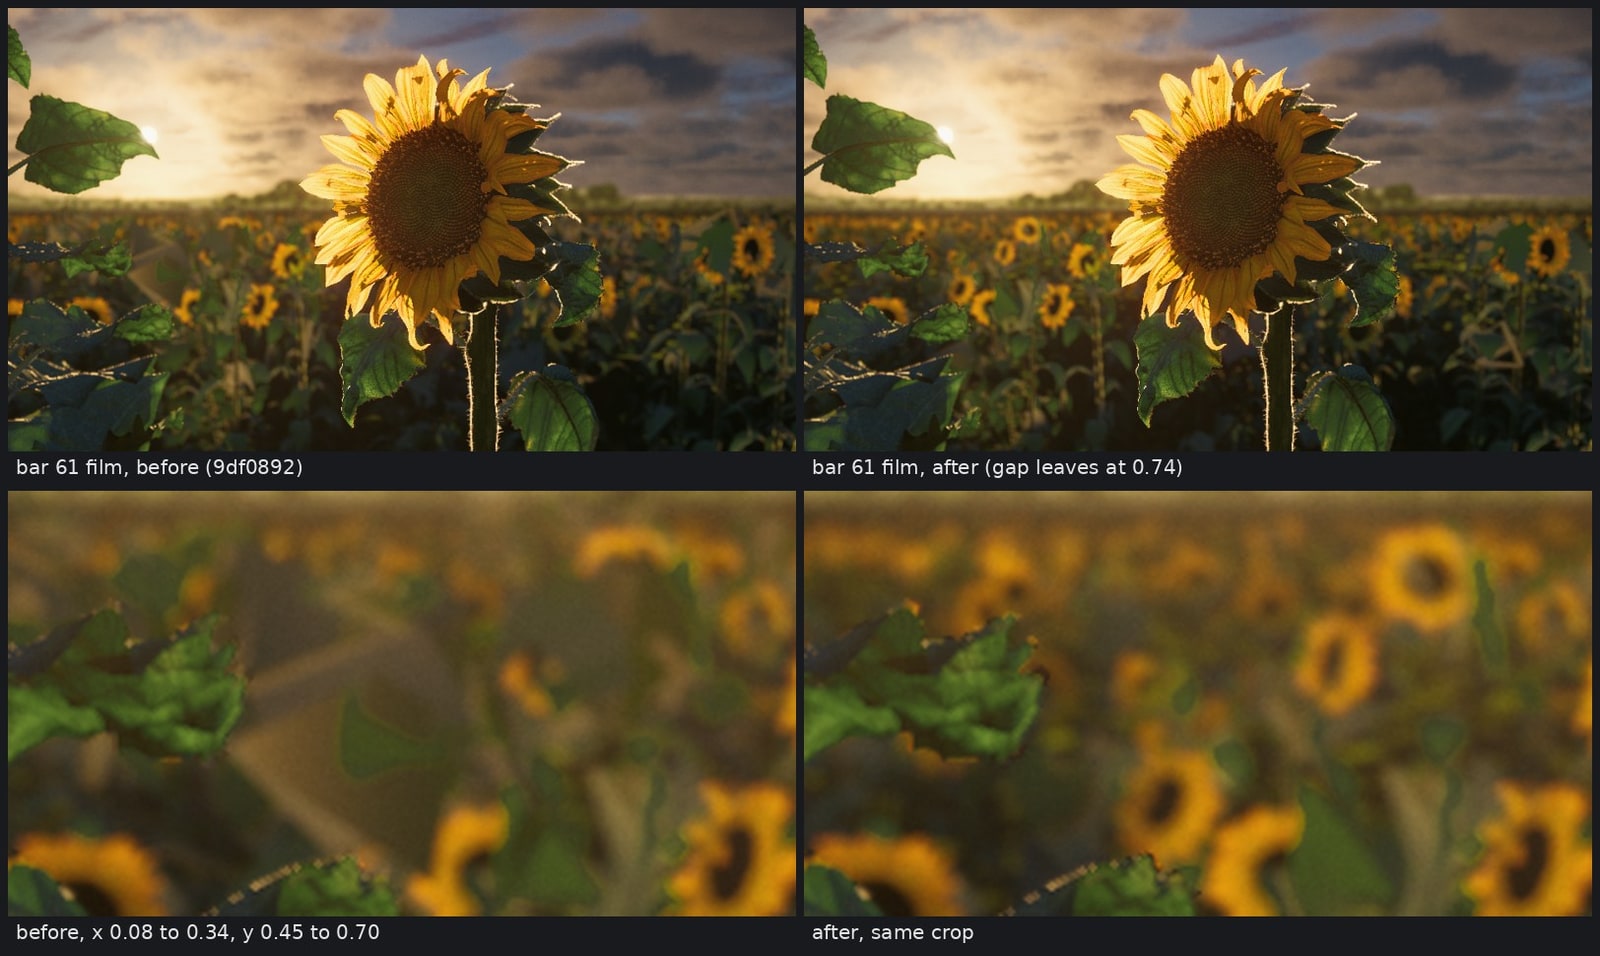 bar 61 film, before (9df0892)
bar 61 film, after (gap leaves at 0.74)
before, x 0.08 to 0.34, y 0.45 to 0.70
after, same crop